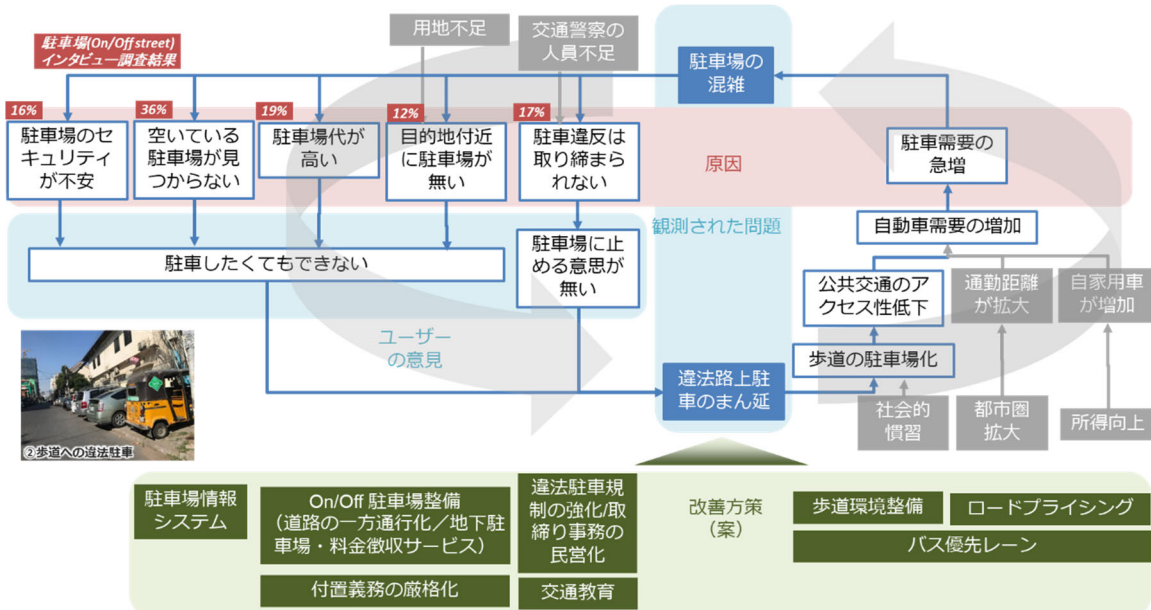 駐車場(On/Off street)
インタビュー調査結果
用地不足
交通警察の
人員不足
駐車場の
混雑
16%
36%
19%
12%
17%
駐車場のセ
キュリティ
が不安
空いている
駐車場が見
つからない
駐車場代が
高い
目的地付近
に駐車場が
無い
駐車違反は
取り締まら
れない
原因
駐車需要の
急増
観測された問題
自動車需要の増加
駐車したくてもできない
駐車場に止
める意思が
無い
公共交通のア
クセス性低下
通勤距離
が拡大
自家用車
が増加
ユーザー
の意見
歩道の駐車場化
違法路上駐
車のまん延
社会的
慣習
都市圏
拡大
所得向上
②歩道への違法駐車
駐車場情報
システム
On/Off 駐車場整備
（道路の一方通行化／地下駐
車場・料金徴収サービス）
付置義務の厳格化
違法駐車規
制の強化/取
締り事務の
民営化
交通教育
改善方策
（案）
歩道環境整備
ロードプライシング
バス優先レーン